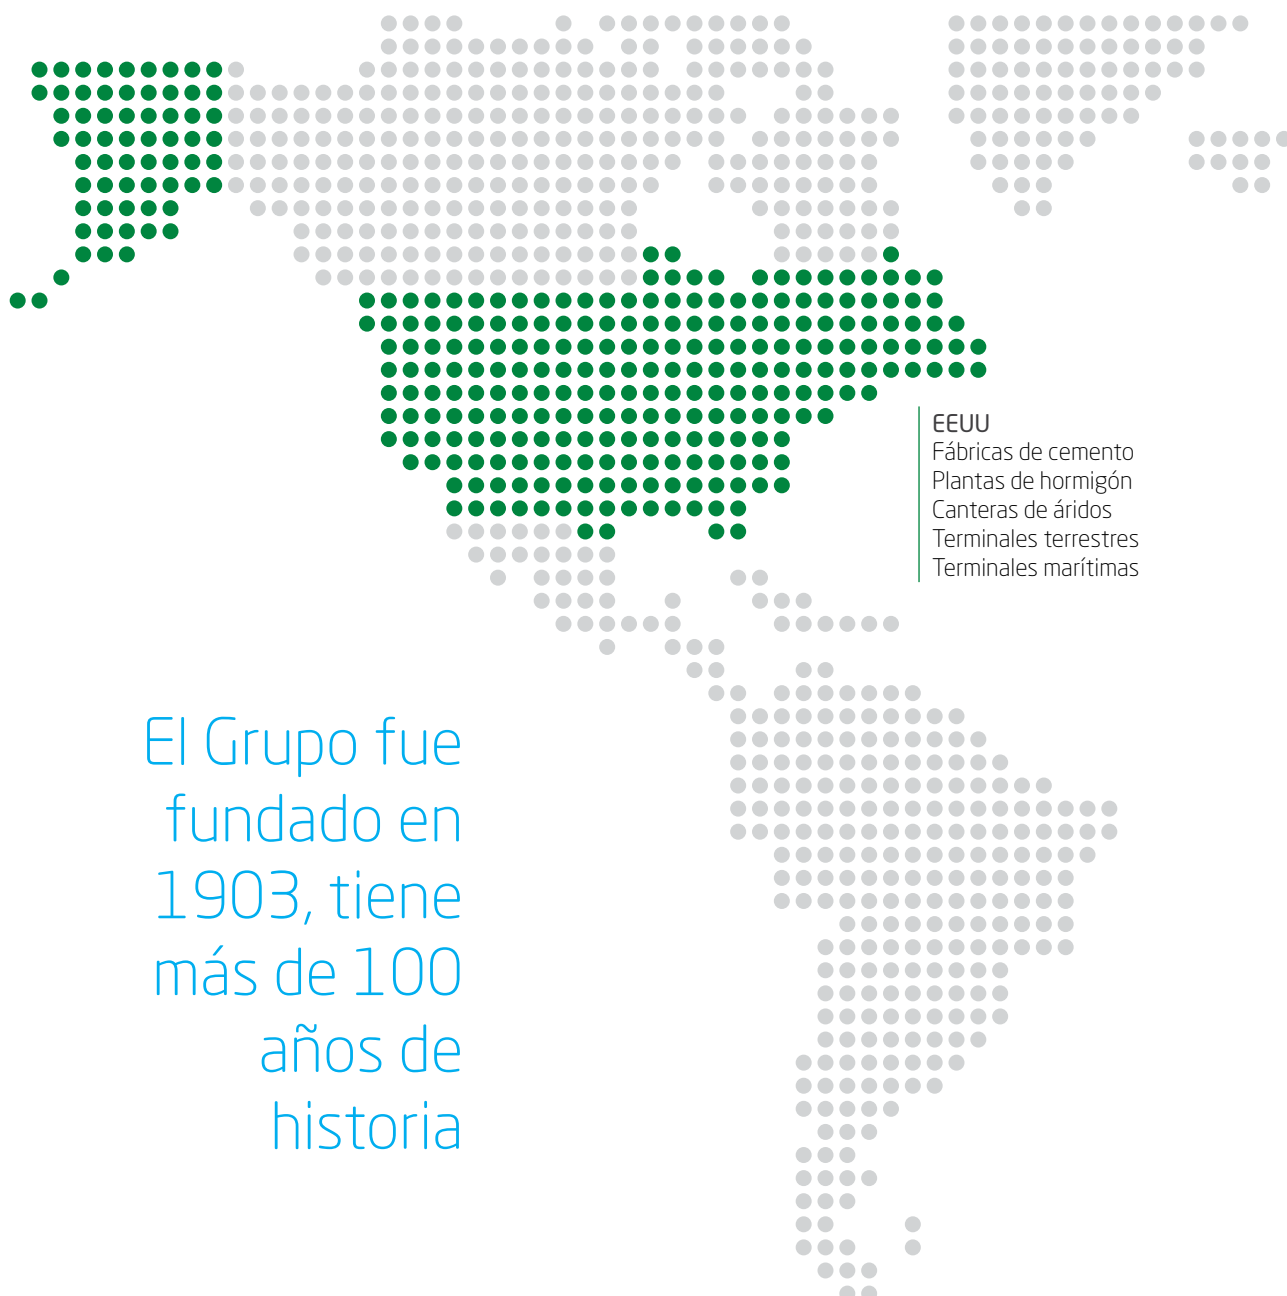 EEUU
Fábricas de cemento
Plantas de hormigón
Canteras de áridos
Terminales terrestres
Terminales marítimas
El Grupo fue
fundado en
1903, tiene
más de 100
años de
historia